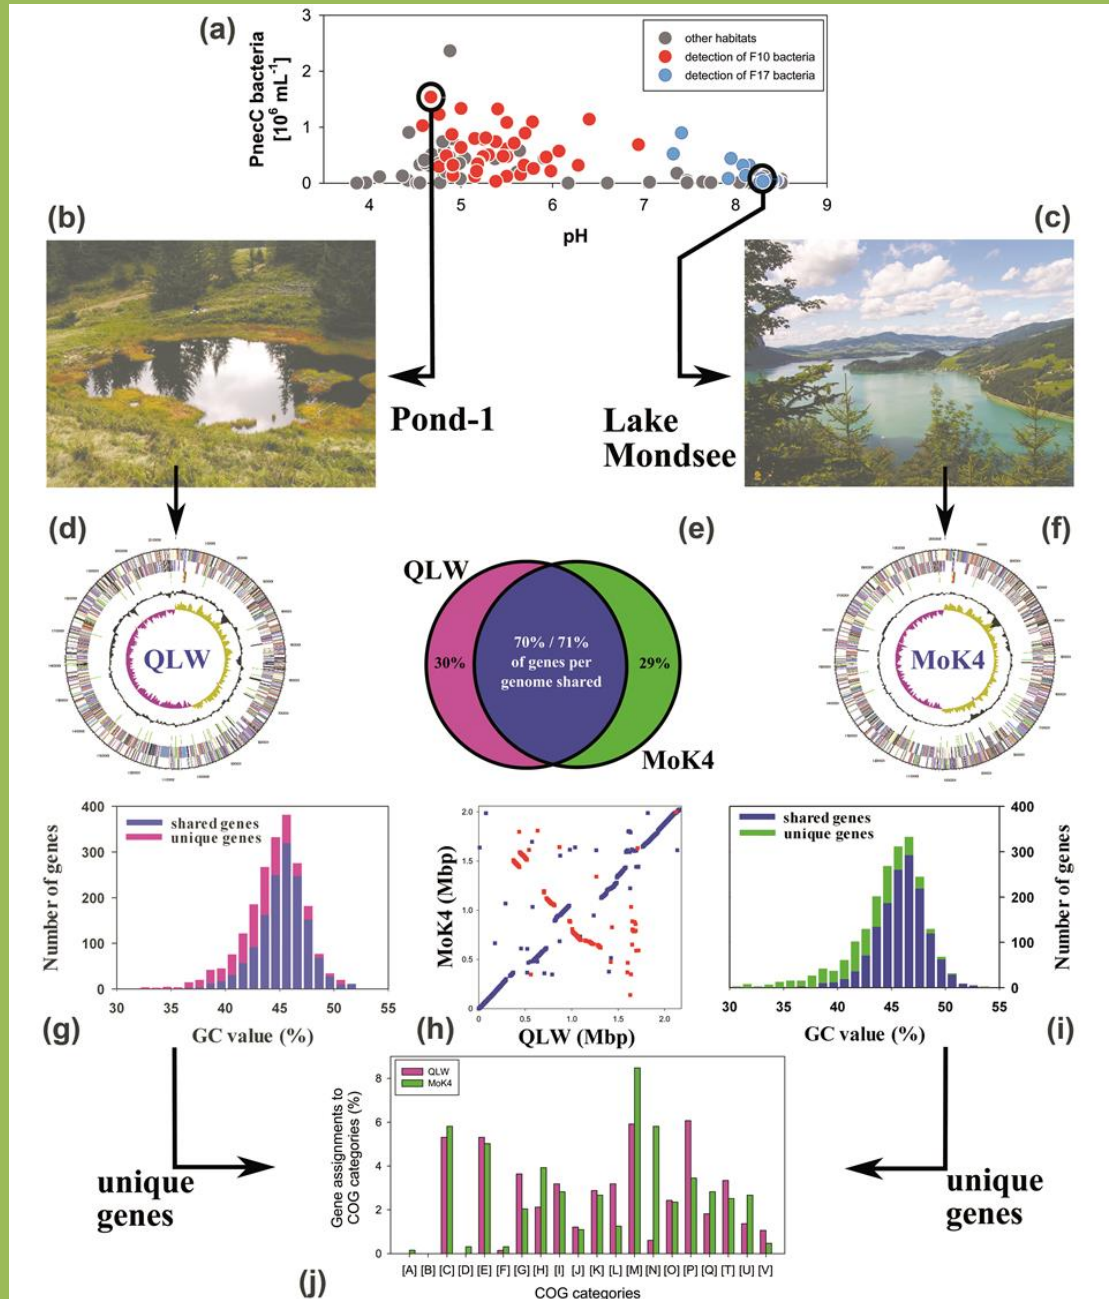 (a)
PnecC bacteria
[10⁶ mL⁻¹]
3
2
1
0
other habitats
detection of F10 bacteria
detection of F17 bacteria
4 5 6 7 8 9
pH
(b)
(c)
Pond-1
Lake
Mondsee
(d)
(e)
(f)
QLW
QLW
70% / 71%
of genes per
genome shared
30%
29%
MoK4
MoK4
Number of genes
400
300
200
100
0
shared genes
unique genes
30 35 40 45 50 55
GC value (%)
(g)
MoK4 (Mbp)
2.0
1.5
1.0
0.5
0
0 0.5 1.0 1.5 2.0
QLW (Mbp)
(h)
shared genes
unique genes
400
300
200
100
0
Number of genes
30 35 40 45 50 55
GC value (%)
(i)
unique
genes
unique
genes
Gene assignments to
COG categories (%)
8
6
4
2
0
QLW
MoK4
[A] [B] [C] [D] [E] [F] [G] [H] [I] [J] [K] [L] [M] [N] [O] [P] [Q] [T] [U] [V]
COG categories
(j)